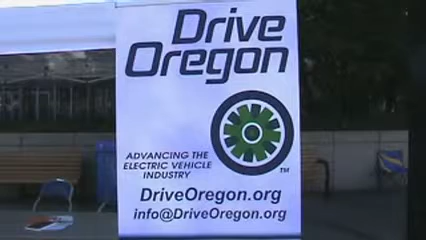 Drive
Oregon
ADVANCING THE
ELECTRIC VEHICLE
INDUSTRY
TM
DriveOregon.org
info@DriveOregon.org